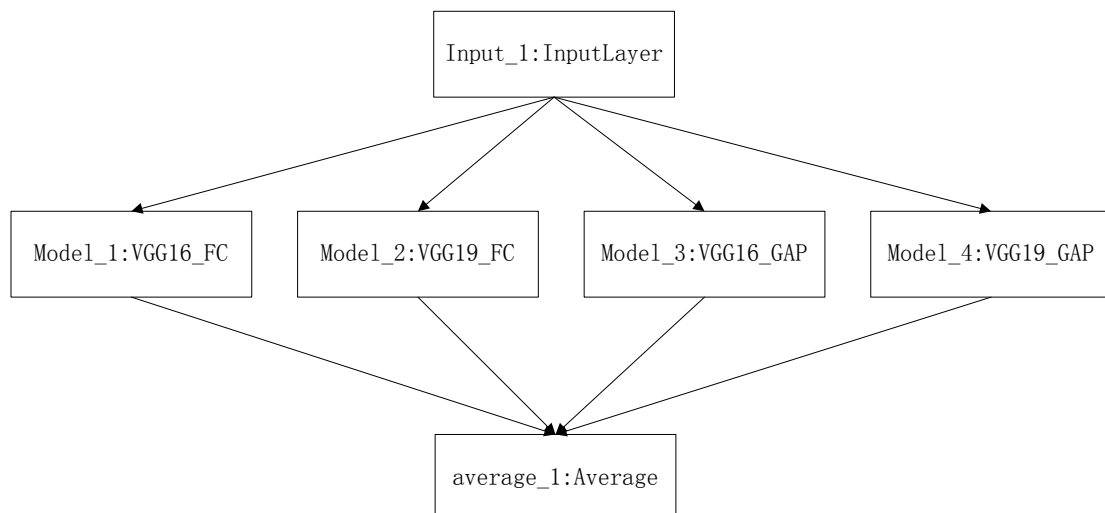 Input_1:InputLayer
Model_1:VGG16_FC
Model_2:VGG19_FC
Model_3:VGG16_GAP
Model_4:VGG19_GAP
average_1:Average